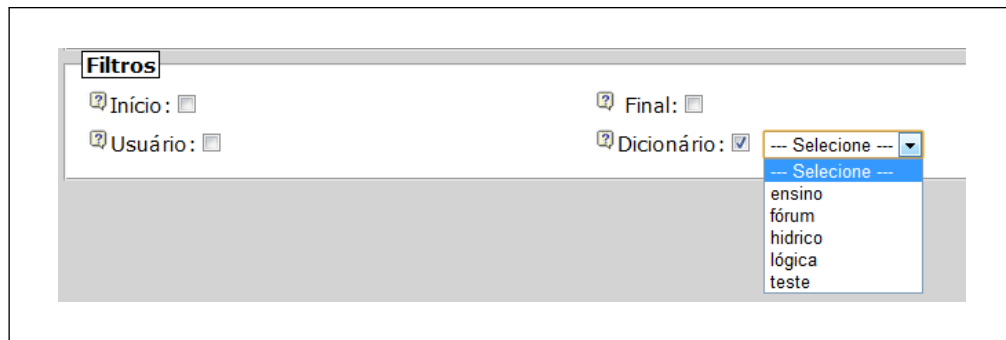 Filtros
Início: Final:
Usuário: Dicionário: --- Selecione ---
--- Selecione ---
ensino
fórum
hidrico
lógica
teste